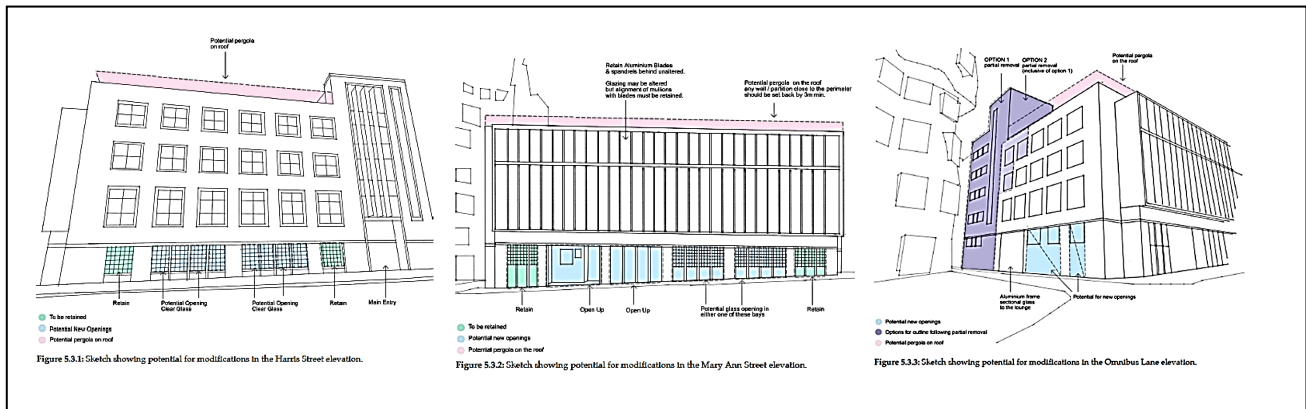 Potential pergola
on roof
Retain
Potential Opening
Clear Glass
Potential Opening
Clear Glass
Retain
Main Entry
To be retained
Potential New Openings
Potential pergola on roof
Figure 5.3.1: Sketch showing potential for modifications in the Harris Street elevation.
Retain Aluminium Blades
& spandrels behind unaltered.
Glazing may be altered
but alignment of mullions
with blades must be retained.
Potential pergola on the roof
any wall / partition close to the perimeter
should be set back by 3m min.
Retain
Open Up
Open Up
Potential glass opening in
either one of these bays
Retain
To be retained
Potential new openings
Potential pergola on the roof
Figure 5.3.2: Sketch showing potential for modifications in the Mary Ann Street elevation.
OPTION 1
partial removal
OPTION 2
partial removal
(inclusive of option 1)
Potential pergola
on the roof
Aluminium frame
sectional glass
to the lounge
Potential for new openings
Potential new openings
Options for outline following partial removal
Potential pergola on roof
Figure 5.3.3: Sketch showing potential for modifications in the Omnibus Lane elevation.